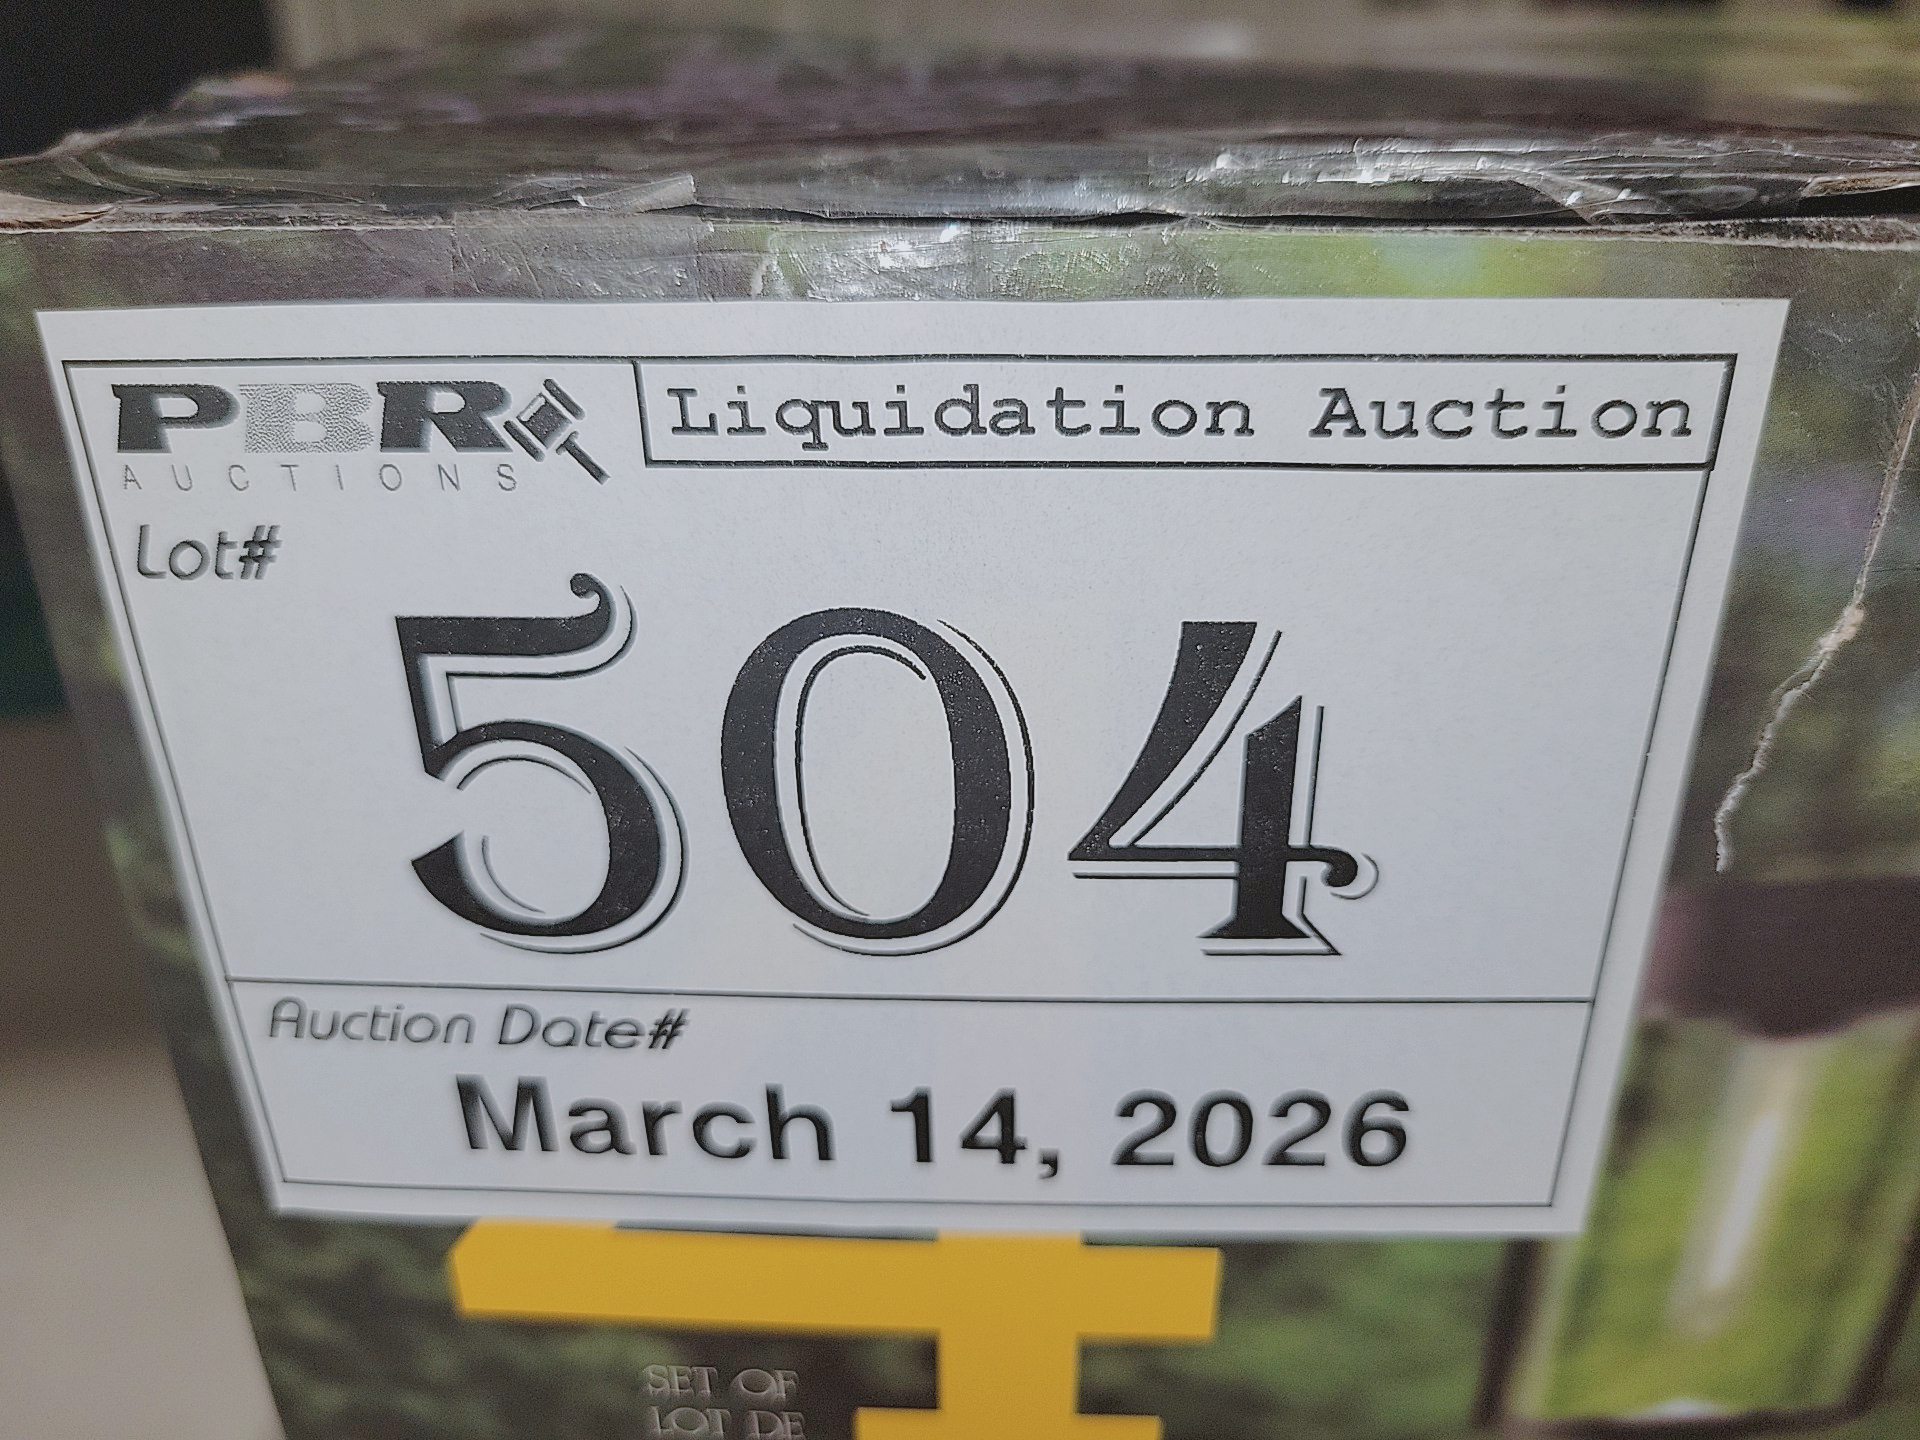 PBR
AUCTIONS
Liquidation Auction
Lot#
504
Auction Date#
March 14, 2026
SET OF
LOT DE